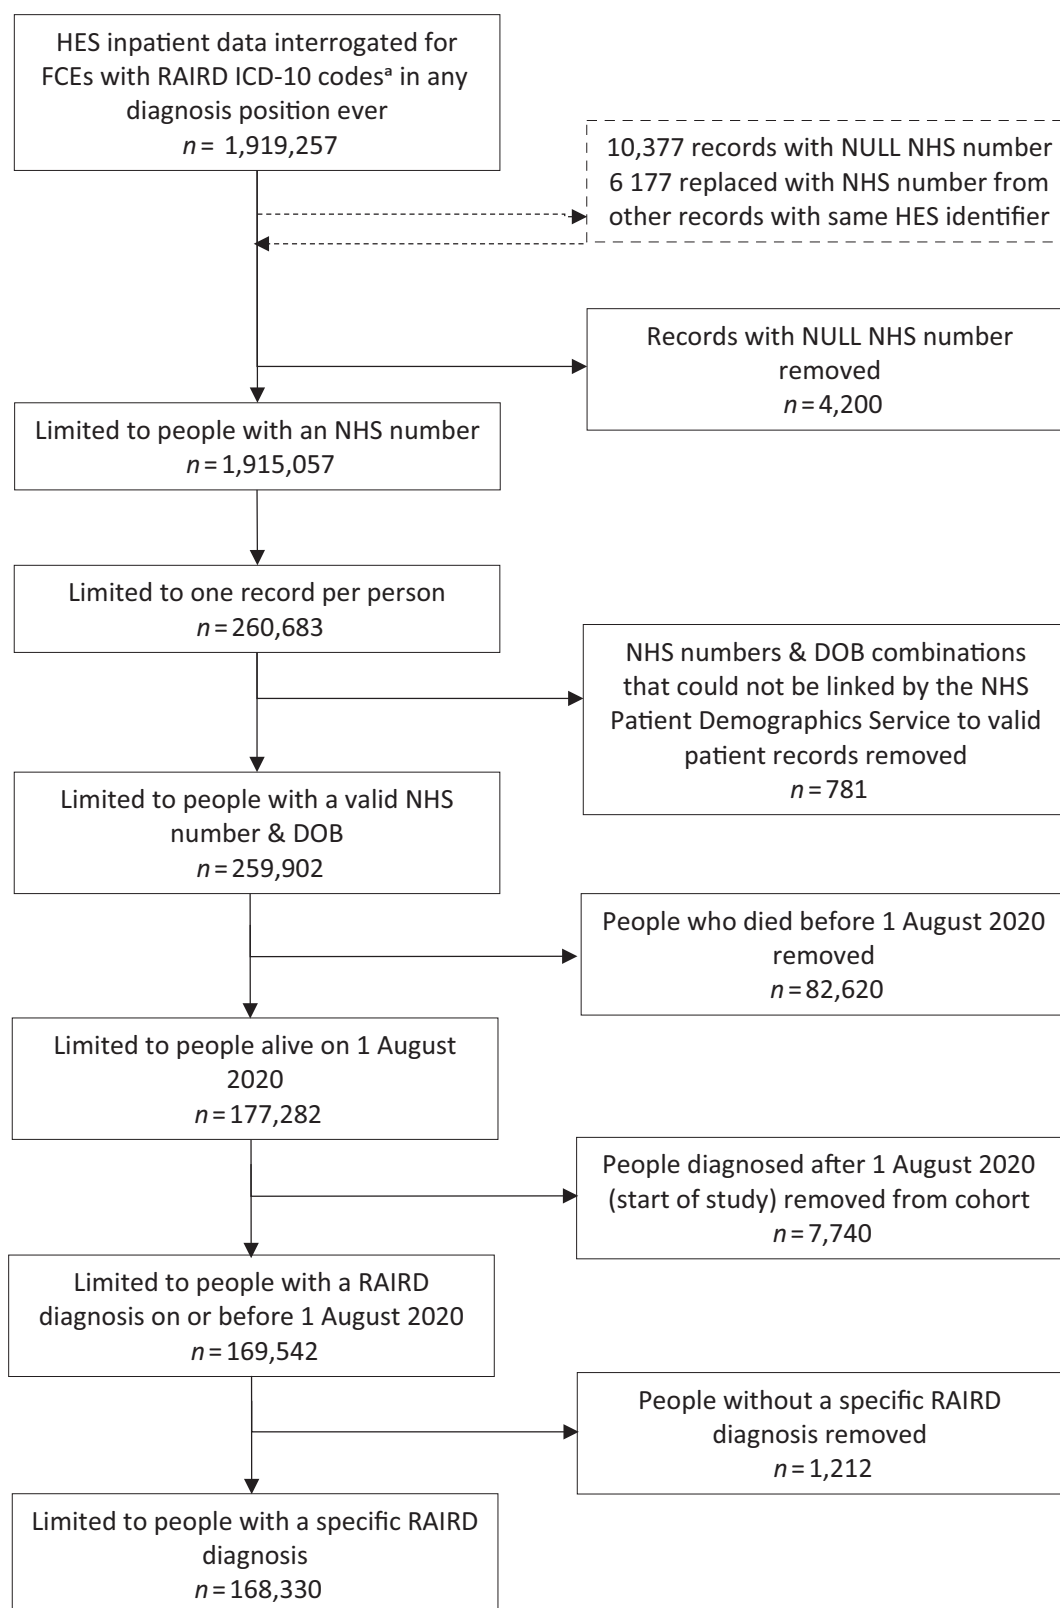 HES inpatient data interrogated for
FCEs with RAIRD ICD-10 codesᵃ in any
diagnosis position ever
n = 1,919,257
10,377 records with NULL NHS number
6 177 replaced with NHS number from
other records with same HES identifier
Records with NULL NHS number
removed
n = 4,200
Limited to people with an NHS number
n = 1,915,057
Limited to one record per person
n = 260,683
NHS numbers & DOB combinations
that could not be linked by the NHS
Patient Demographics Service to valid
patient records removed
n = 781
Limited to people with a valid NHS
number & DOB
n = 259,902
People who died before 1 August 2020
removed
n = 82,620
Limited to people alive on 1 August
2020
n = 177,282
People diagnosed after 1 August 2020
(start of study) removed from cohort
n = 7,740
Limited to people with a RAIRD
diagnosis on or before 1 August 2020
n = 169,542
People without a specific RAIRD
diagnosis removed
n = 1,212
Limited to people with a specific RAIRD
diagnosis
n = 168,330